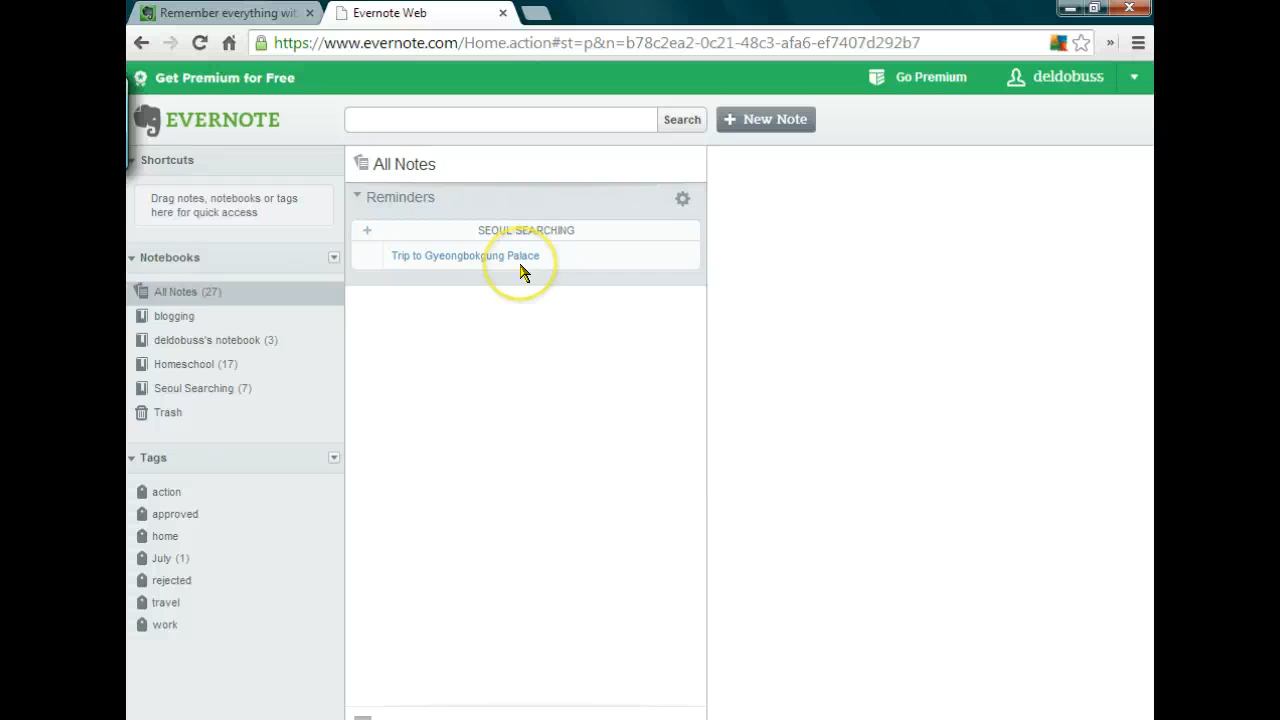 Remember everything wit
Evernote Web
https://www.evernote.com/Home.action#st=p&n=b78c2ea2-0c21-48c3-afa6-ef7407d292b7
Get Premium for Free
Go Premium
deldobuss
EVERNOTE
Search
+ New Note
Shortcuts
Drag notes, notebooks or tags
here for quick access
Notebooks
All Notes (27)
blogging
deldobuss's notebook (3)
Homeschool (17)
Seoul Searching (7)
Trash
Tags
action
approved
home
July (1)
rejected
travel
work
All Notes
Reminders
SEOUL SEARCHING
Trip to Gyeongbokgung Palace